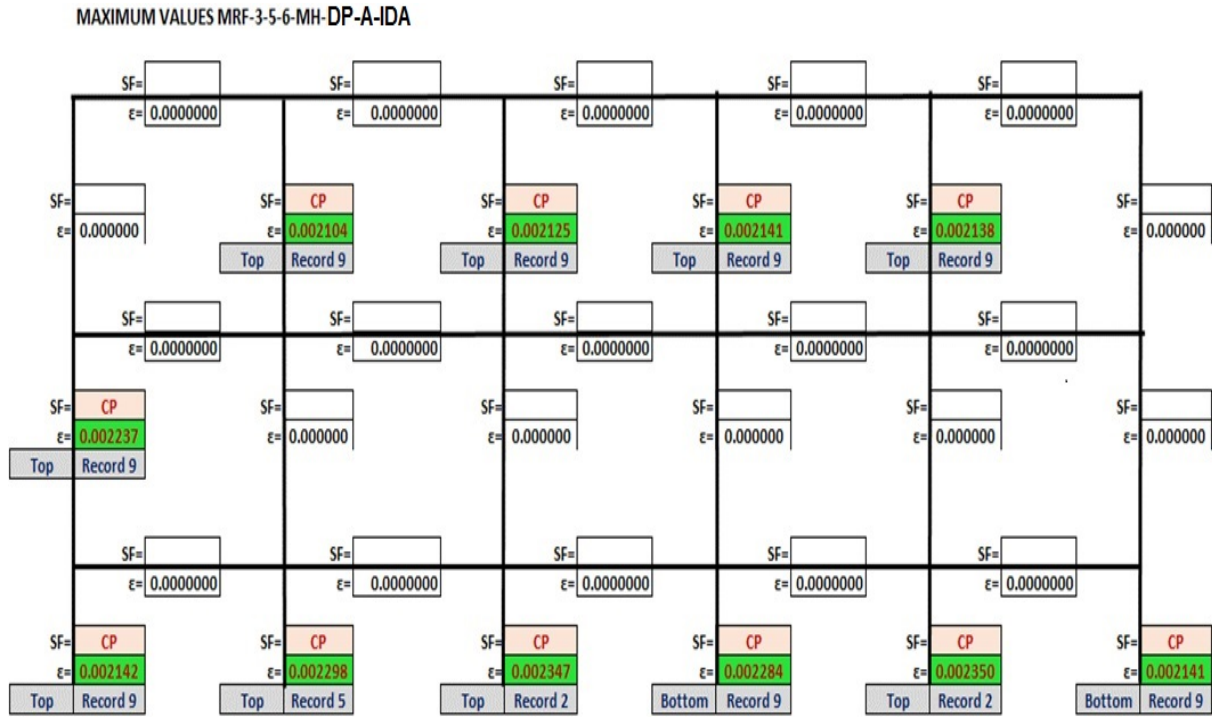 MAXIMUM VALUES MRF-3-5-6-MH-DP-A-IDA
SF= SF= SF= SF= SF=
ε= 0.0000000 ε= 0.0000000 ε= 0.0000000 ε= 0.0000000 ε= 0.0000000
SF= SF= CP SF= CP SF= CP SF= CP SF=
ε= 0.000000 ε= 0.002104 ε= 0.002125 ε= 0.002141 ε= 0.002138 ε= 0.000000
Top Record 9 Top Record 9 Top Record 9 Top Record 9
SF= SF= SF= SF= SF=
ε= 0.0000000 ε= 0.0000000 ε= 0.0000000 ε= 0.0000000 ε= 0.0000000
SF= CP SF= SF= SF= SF= SF=
ε= 0.002237 ε= 0.000000 ε= 0.000000 ε= 0.000000 ε= 0.000000 ε= 0.000000
Top Record 9
SF= SF= SF= SF= SF=
ε= 0.0000000 ε= 0.0000000 ε= 0.0000000 ε= 0.0000000 ε= 0.0000000
SF= CP SF= CP SF= CP SF= CP SF= CP SF= CP
ε= 0.002142 ε= 0.002298 ε= 0.002347 ε= 0.002284 ε= 0.002350 ε= 0.002141
Top Record 9 Top Record 5 Top Record 2 Bottom Record 9 Top Record 2 Bottom Record 9